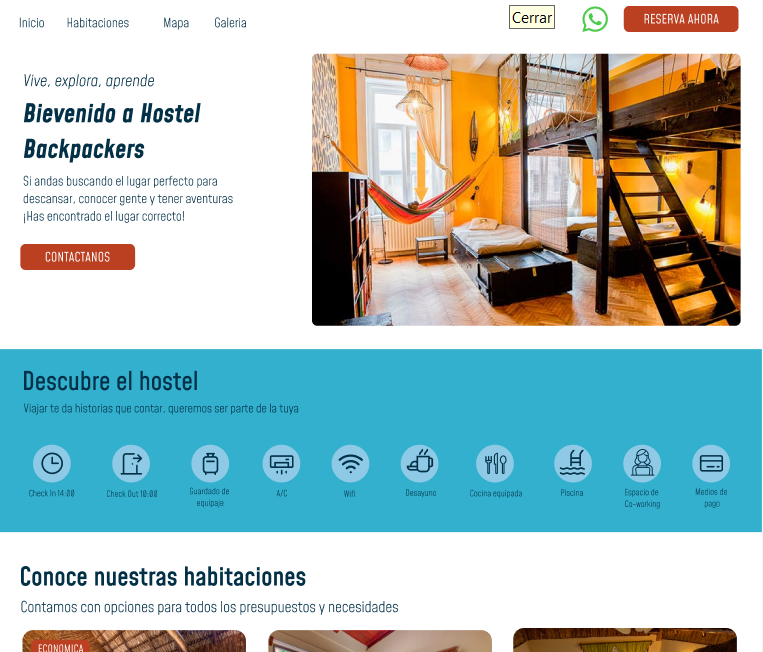 Inicio Habitaciones Mapa Galeria Cerrar RESERVA AHORA
Vive, explora, aprende
Bievenido a Hostel
Backpackers
Si andas buscando el lugar perfecto para
descansar, conocer gente y tener aventuras
¡Has encontrado el lugar correcto!
CONTACTANOS
Descubre el hostel
Viajar te da historias que contar, queremos ser parte de la tuya
Check In 14:00
Check Out 10:00
Guardado de
equipaje
A/C
Wifi
Desayuno
Cocina equipada
Piscina
Espacio de
Co-working
Medios de
pago
Conoce nuestras habitaciones
Contamos con opciones para todos los presupuestos y necesidades
ECONOMICA